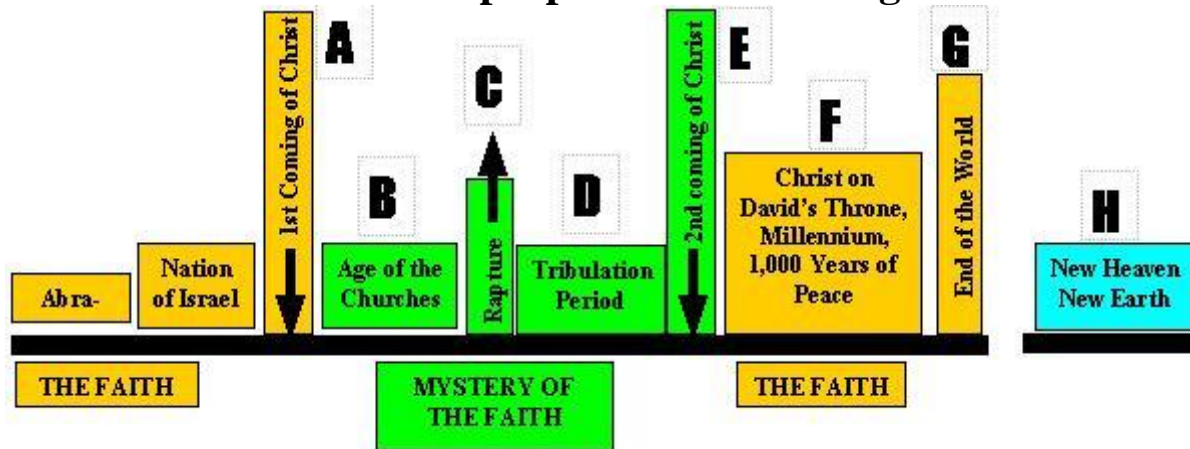 A
1st Coming of Christ
B
C
D
E
2nd coming of Christ
F
G
H
Abra-
Nation
of Israel
Age of the
Churches
Rapture
Tribulation
Period
Christ on
David's Throne,
Millennium,
1,000 Years of
Peace
End of the World
New Heaven
New Earth
THE FAITH
MYSTERY OF
THE FAITH
THE FAITH